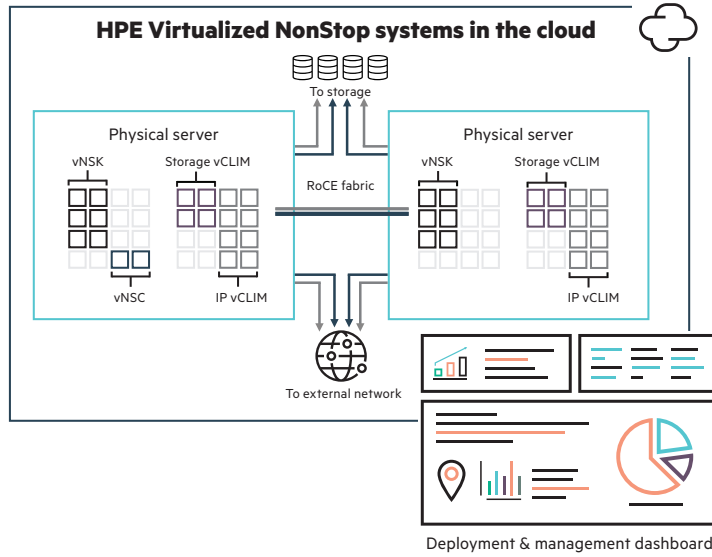 HPE Virtualized NonStop systems in the cloud
To storage
Physical server
vNSK
Storage vCLIM
vNSC
IP vCLIM
RoCE fabric
Physical server
vNSK
Storage vCLIM
IP vCLIM
To external network
Deployment & management dashboard